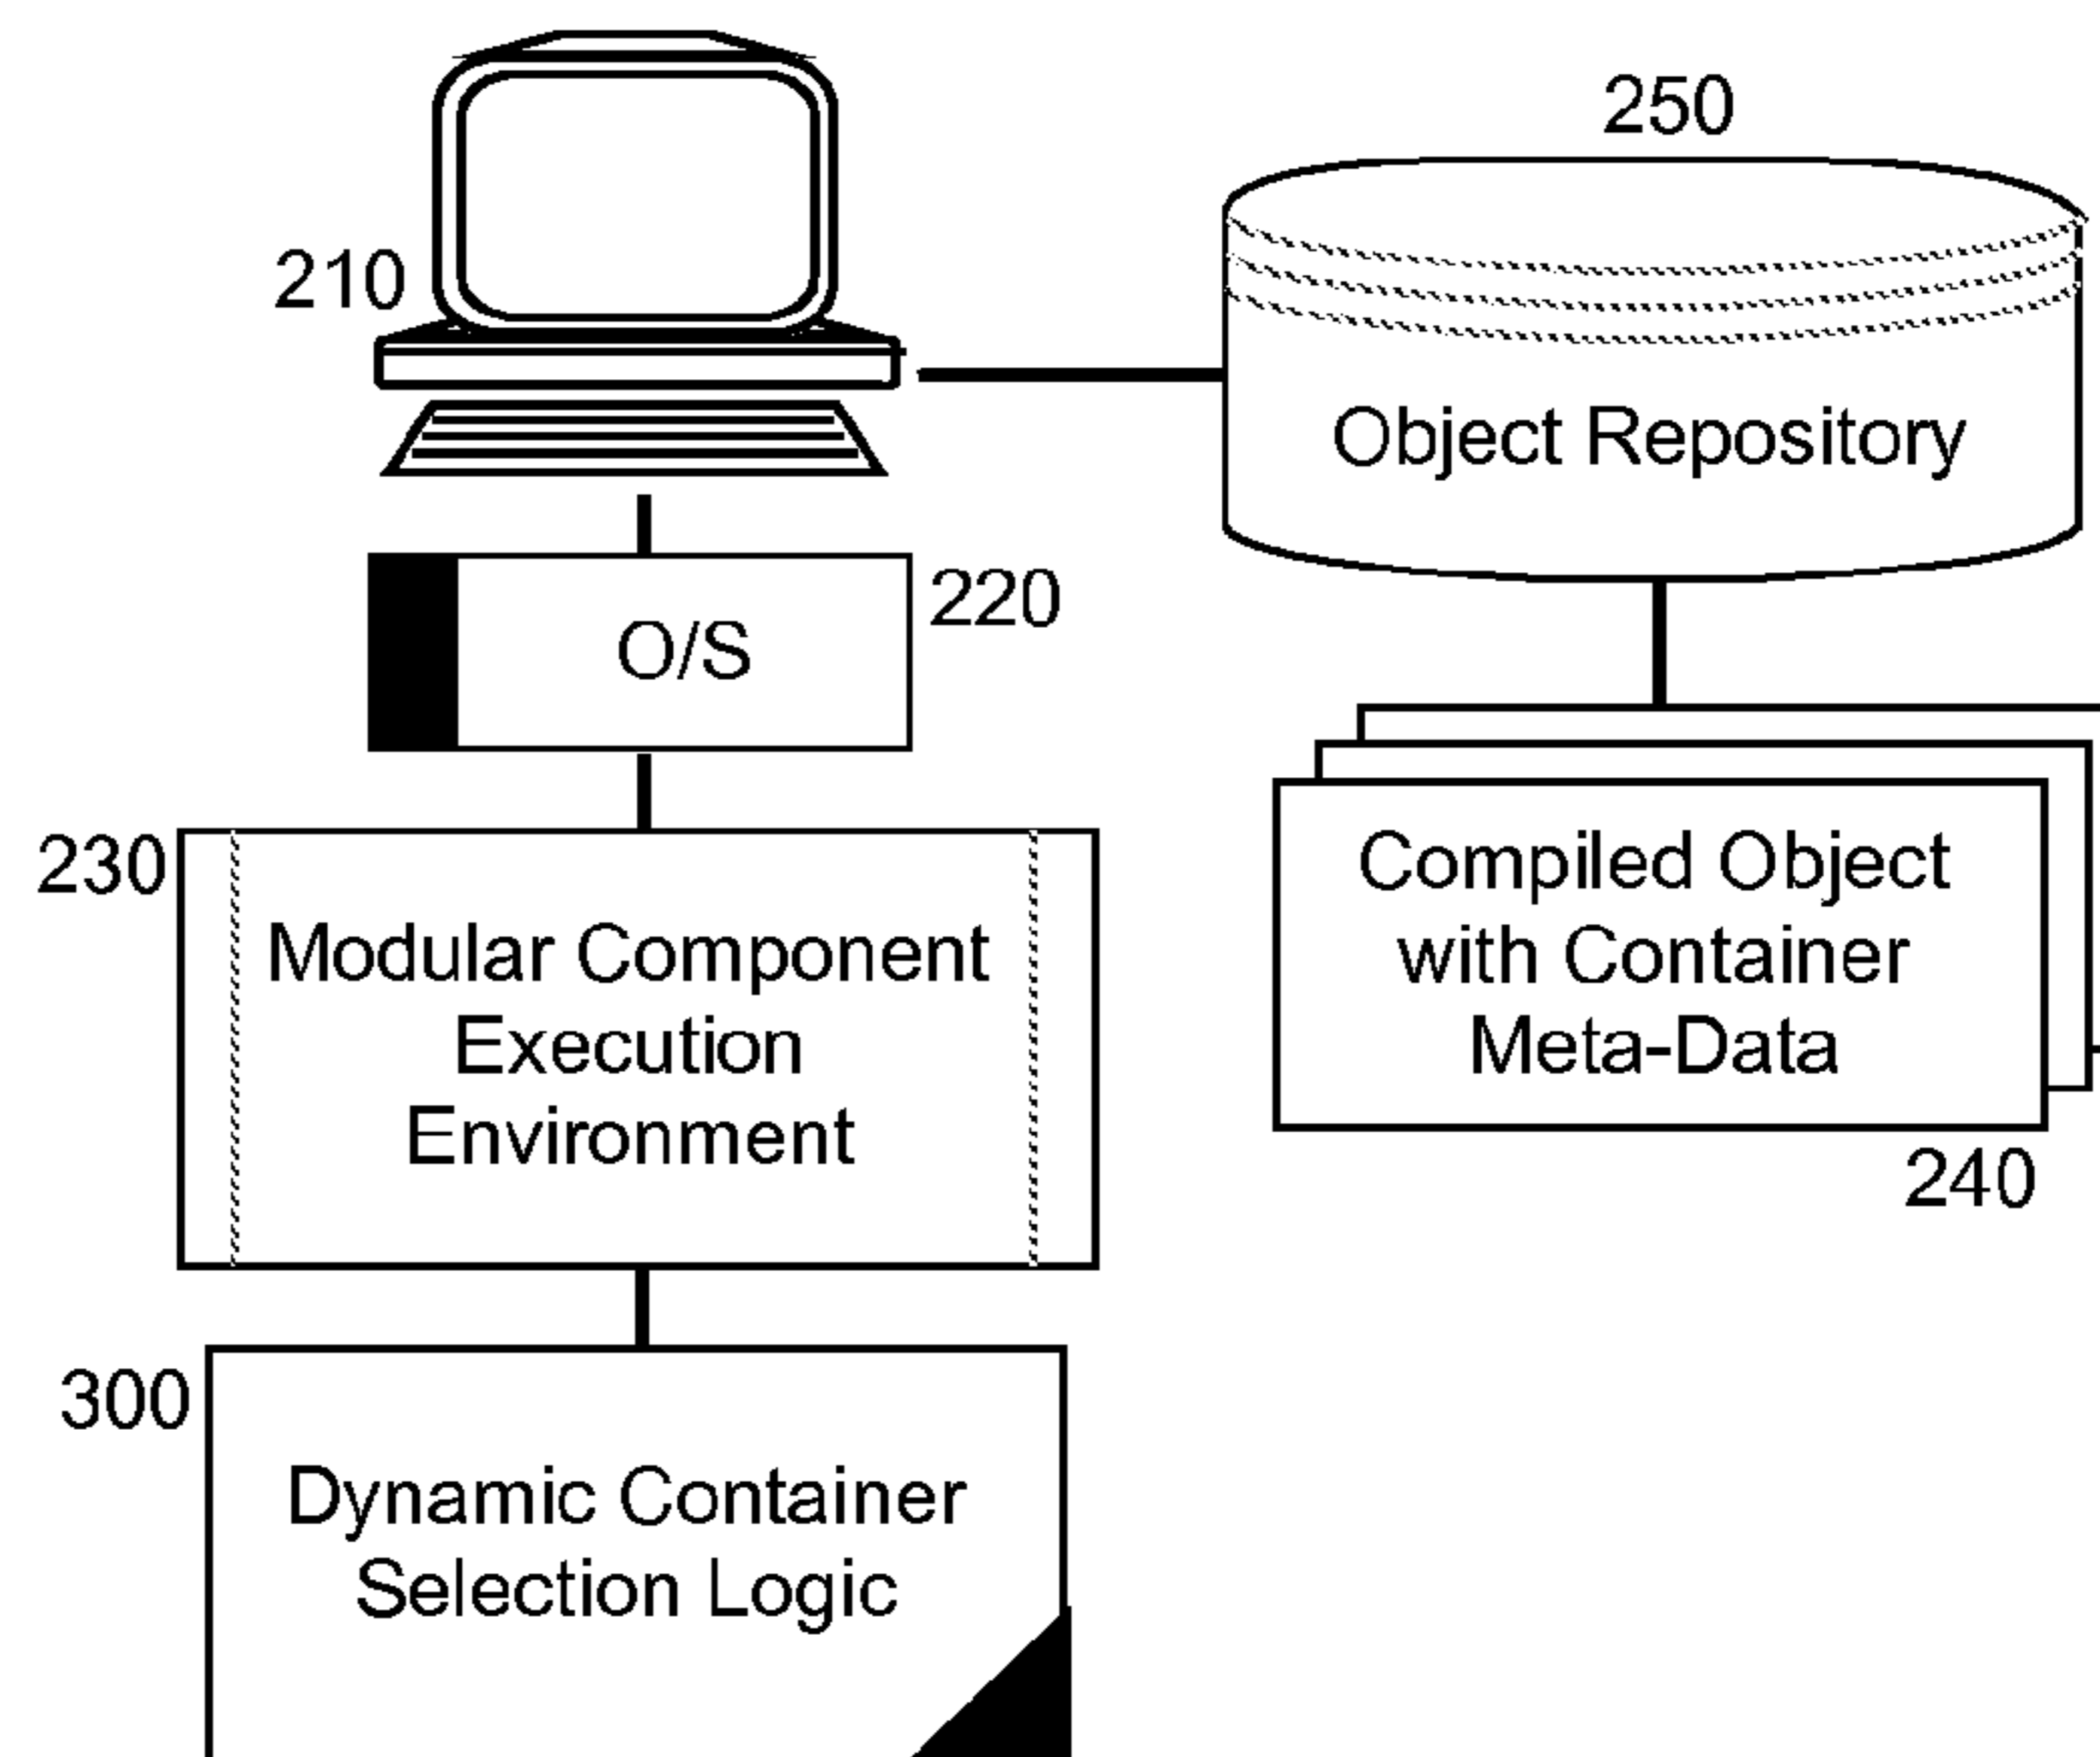 250
210
Object Repository
220
O/S
230
Compiled Object
with Container
Meta-Data
Modular Component
Execution
Environment
240
300
Dynamic Container
Selection Logic